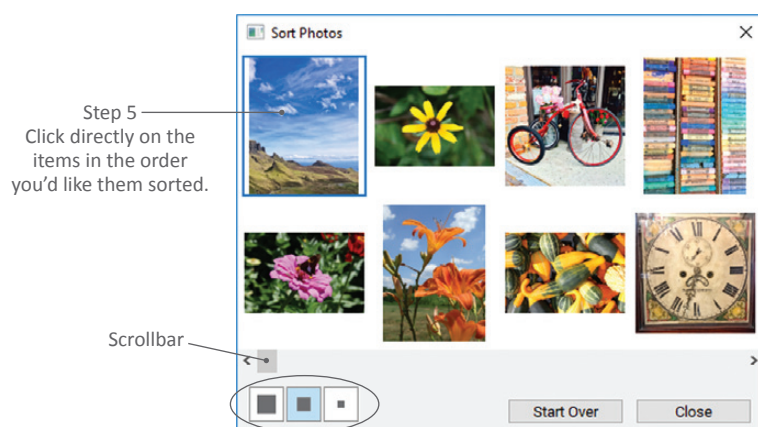 Sort Photos
Step 5
Click directly on the
items in the order
you’d like them sorted.
Scrollbar
Start Over
Close